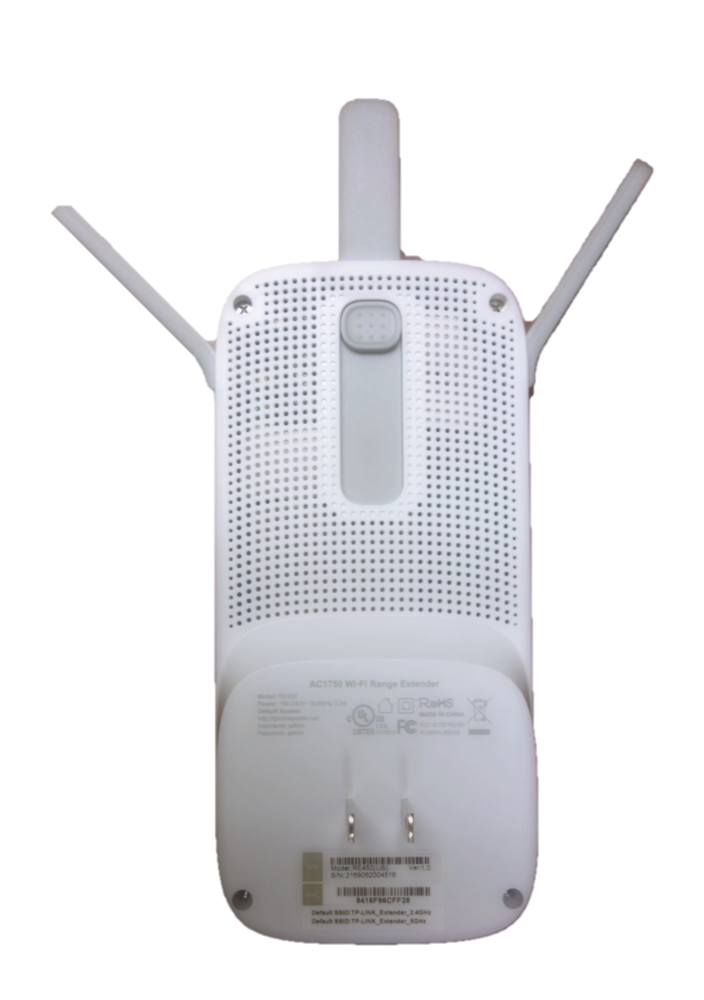 AC1750 Wi-Fi Range Extender
Model: RE450
Power: 100-240V~ 50/60Hz 0.3A
Default Access:
http://tplinkrepeater.net
Username: admin
Password: admin
C UL US
LISTED
I.T.E.
E470610
RoHS
MADE IN CHINA
FC
FCC ID:TE7RE450
IC:8853A-RE450
S/N
Model:RE450(US) Ver:1.0
S/N: 2169062004516
MAC
8416F96CFF28
Default SSID:TP-LINK_Extender_2.4GHz
Default SSID:TP-LINK_Extender_5GHz